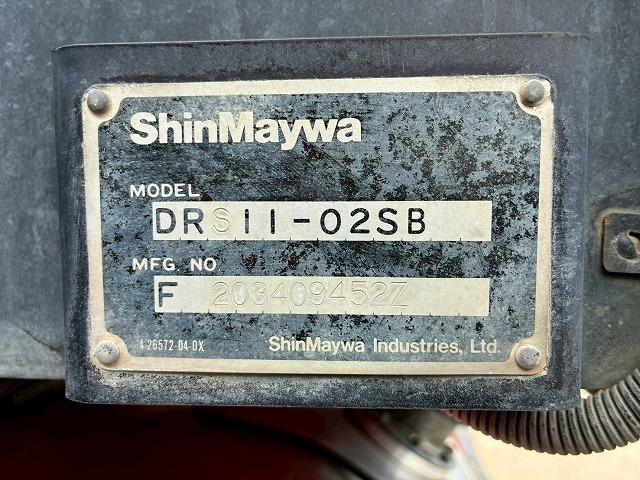 ShinMaywa
MODEL
DRS11-02SB
MFG NO
F 203409452Z
4 26572-04-0X
ShinMaywa Industries, Ltd.